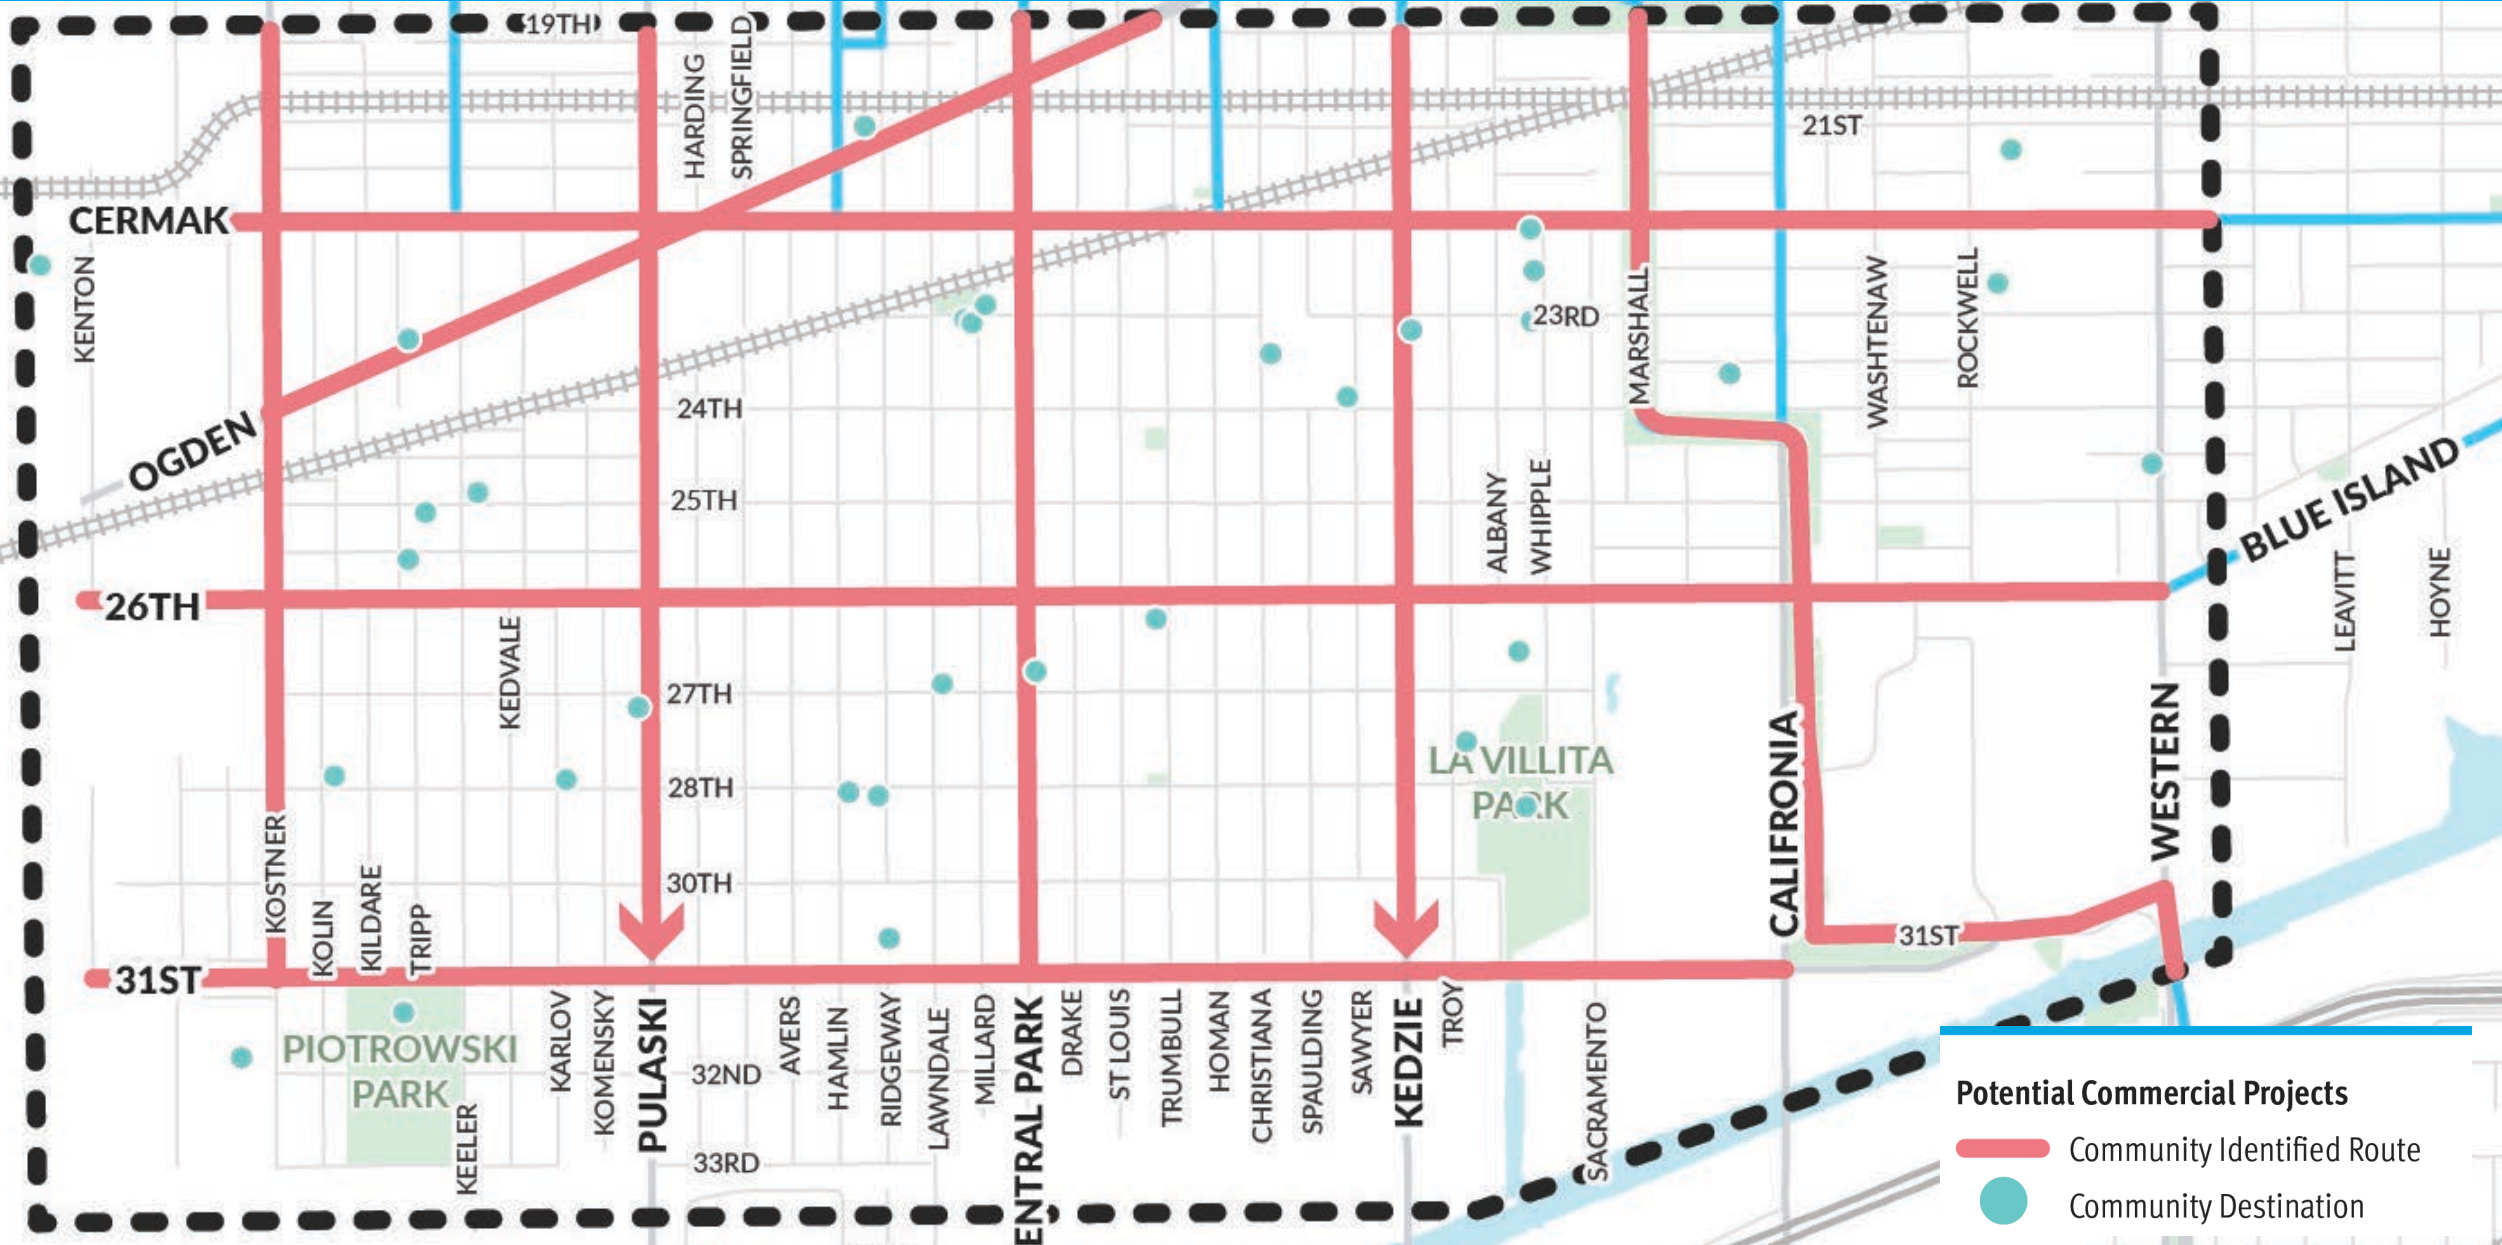 19TH
HARDING
SPRINGFIELD
21ST
CERMAK
KENTON
23RD
MARSHALL
WASHTENAW
ROCKWELL
24TH
OGDEN
25TH
ALBANY
WHIPPLE
BLUE ISLAND
26TH
LEAVITT
HOYNE
KEDVALE
27TH
LA VILLITA
PARK
28TH
CALIFRONIA
WESTERN
KOSTNER
30TH
KOLIN
KILDARE
TRIPP
31ST
31ST
PIOTROWSKI
PARK
KEELER
KARLOV
KOMENSKY
PULASKI
32ND
33RD
AVERS
HAMLIN
RIDGEWAY
LAWNDALE
MILLARD
ENTRAL PARK
DRAKE
ST LOUIS
TRUMBULL
HOMAN
CHRISTIANA
SPAULDING
SAWYER
KEDZIE
TROY
SACRAMENTO
Potential Commercial Projects
Community Identified Route
Community Destination